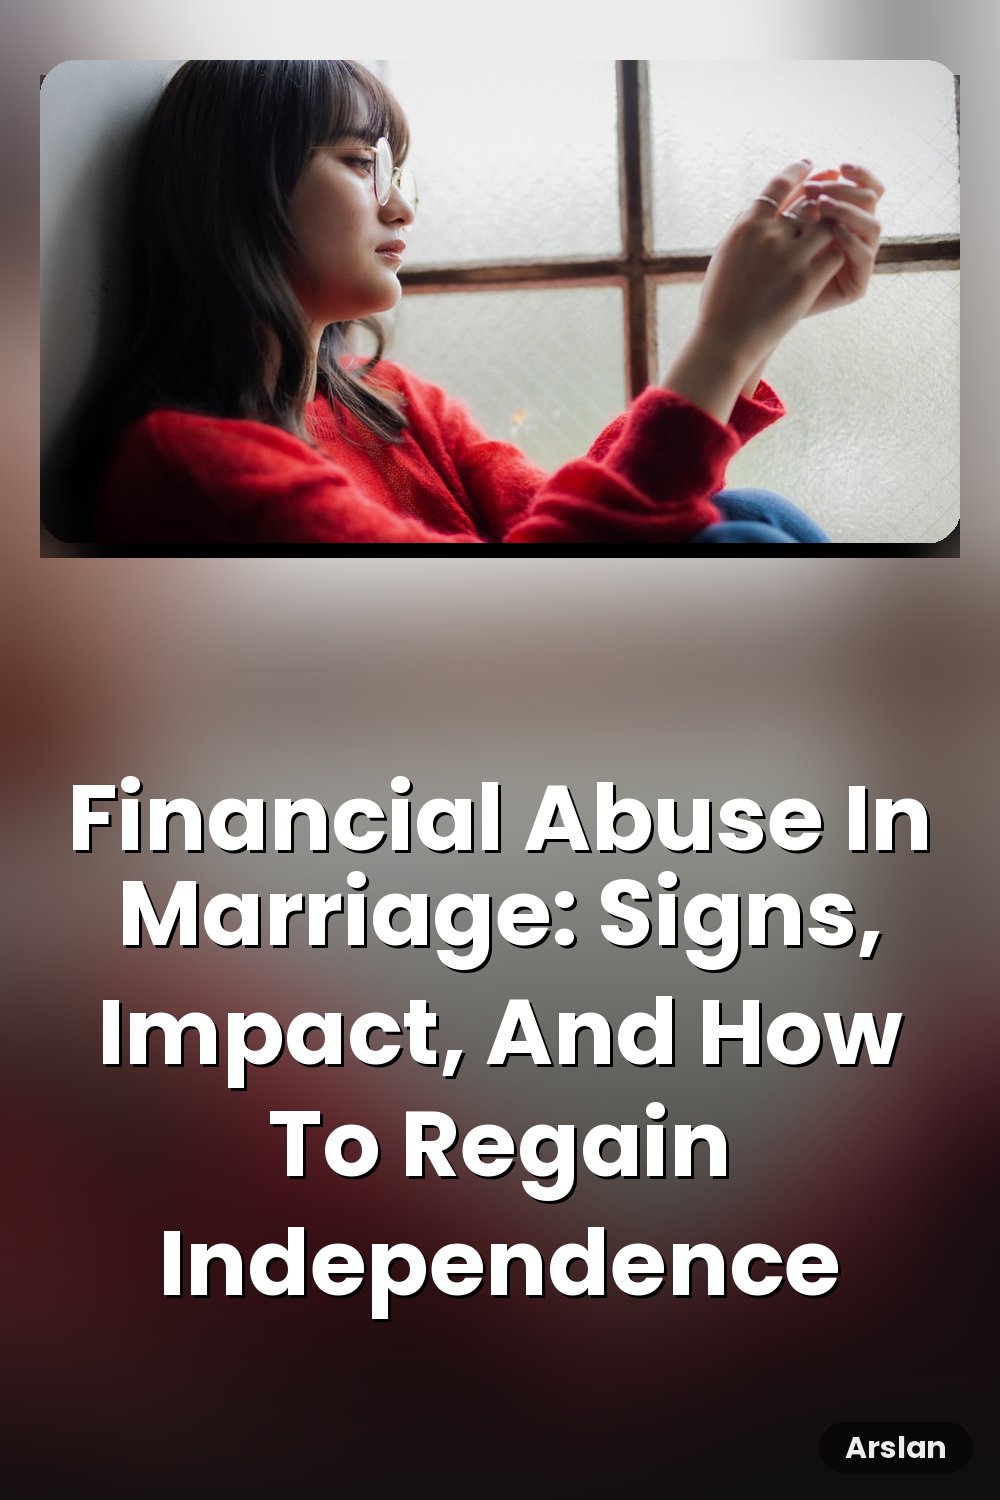 Financial Abuse In
Marriage: Signs,
Impact, And How
To Regain
Independence
Arslan